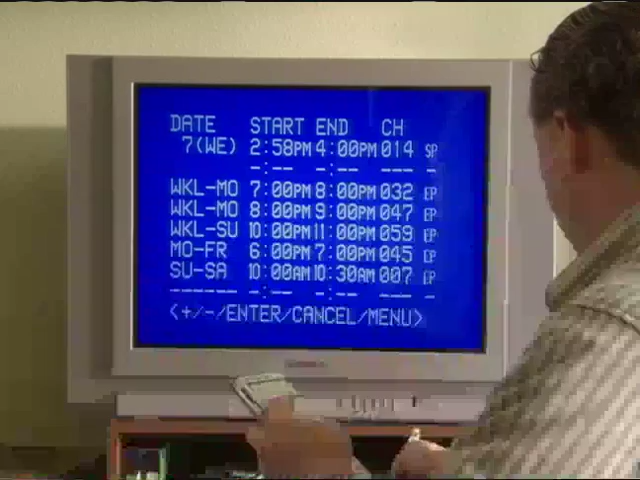 DATE START END CH
7(WE) 2:58PM 4:00PM 014 SP
-- -:-- -:-- --- -
WKL-MO 7:00PM 8:00PM 032 EP
WKL-MO 8:00PM 9:00PM 047 EP
WKL-SU 10:00PM 11:00PM 059 EP
MO-FR 6:00PM 7:00PM 045 EP
SU-SA 10:00AM 10:30AM 007 EP
------ -:-- -:-- --- -
<+/-/ENTER/CANCEL/MENU>